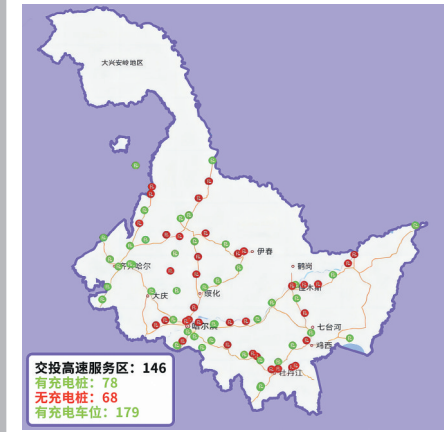 大兴安岭地区
伊春
鹤岗
齐齐哈尔
佳木斯
大庆
绥化
七台河
哈尔滨
鸡西
牡丹江
交投高速服务区：146
有充电桩：78
无充电桩：68
有充电车位：179